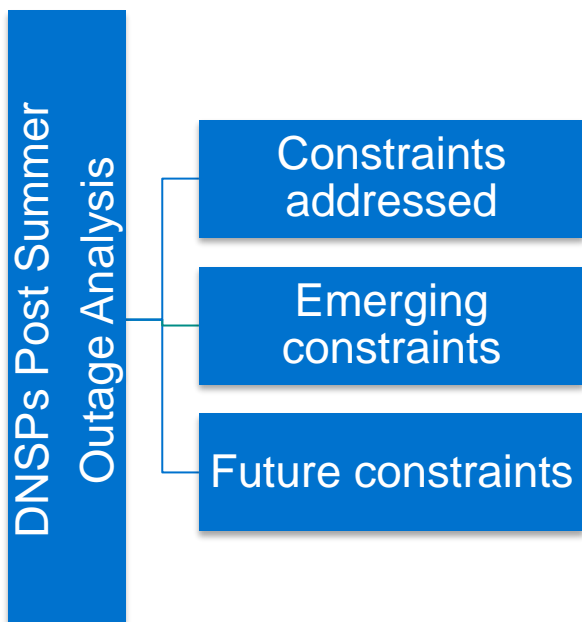 DNSPs Post Summer
Outage Analysis
Constraints
addressed
Emerging
constraints
Future constraints